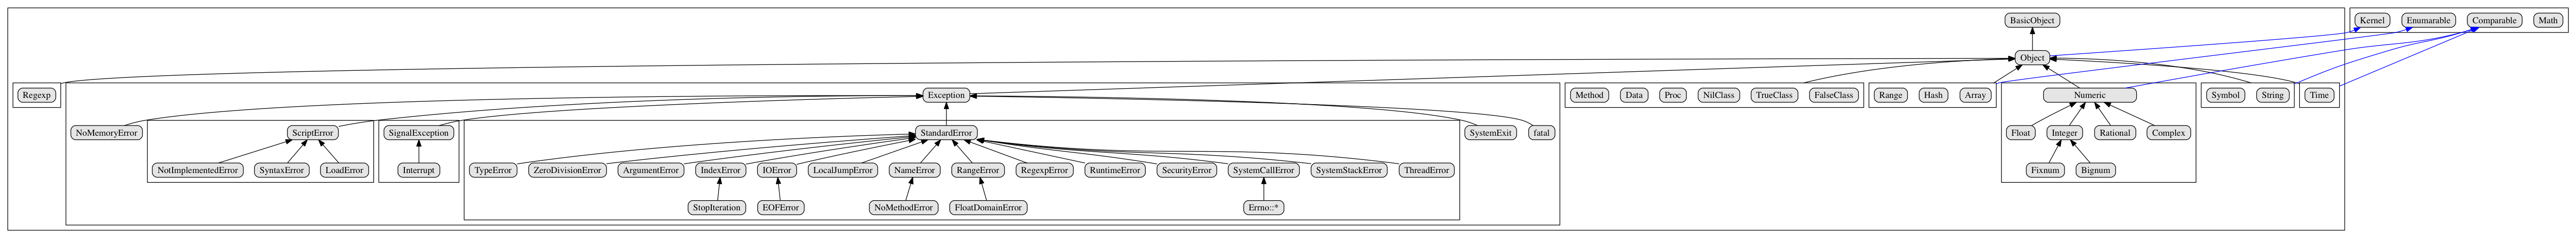 BasicObject
Kernel
Enumarable
Comparable
Math
Object
Regexp
Exception
Method
Data
Proc
NilClass
TrueClass
FalseClass
Range
Hash
Array
Numeric
Symbol
String
Time
NoMemoryError
ScriptError
SignalException
StandardError
SystemExit
fatal
Float
Integer
Rational
Complex
NotImplementedError
SyntaxError
LoadError
Interrupt
TypeError
ZeroDivisionError
ArgumentError
IndexError
IOError
LocalJumpError
NameError
RangeError
RegexpError
RuntimeError
SecurityError
SystemCallError
SystemStackError
ThreadError
Fixnum
Bignum
StopIteration
EOFError
NoMethodError
FloatDomainError
Errno::*